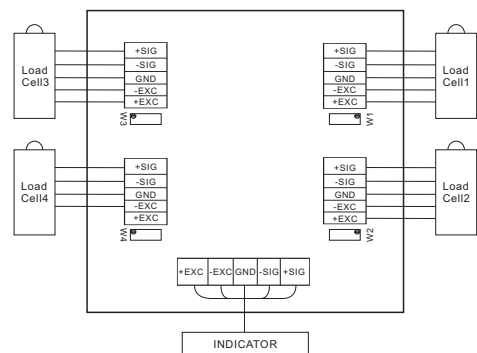 Load
Cell3
+SIG
-SIG
GND
-EXC
+EXC
W3
+SIG
-SIG
GND
-EXC
+EXC
W1
Load
Cell1
Load
Cell4
+SIG
-SIG
GND
-EXC
+EXC
W4
+SIG
-SIG
GND
-EXC
+EXC
W2
Load
Cell2
+EXC -EXC GND -SIG +SIG
INDICATOR